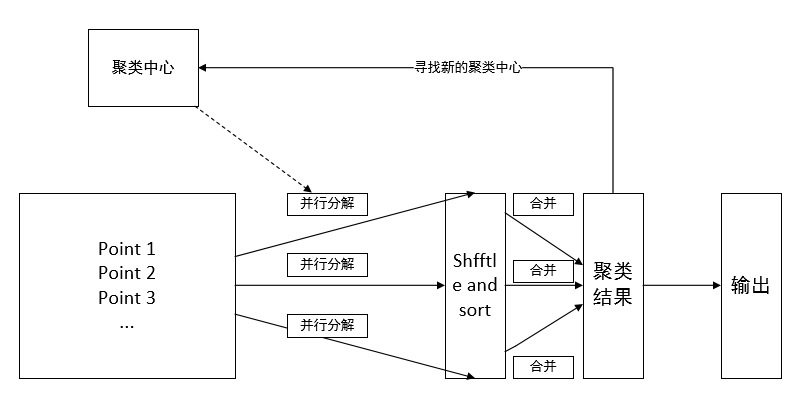 聚类中心
寻找新的聚类中心
并行分解
合并
Point 1
Point 2
Point 3
...
并行分解
Shfftl
e and
sort
合并
聚类
结果
输出
并行分解
合并